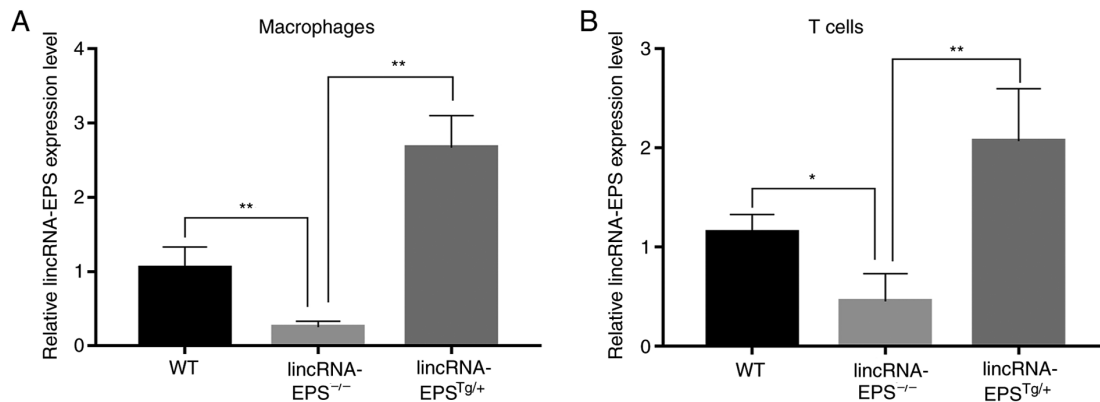 A
Macrophages
Relative lincRNA-EPS expression level
4
3
2
1
0
**
**
WT
lincRNA-
EPS−/−
lincRNA-
EPSTg/+
B
T cells
Relative lincRNA-EPS expression level
3
2
1
0
*
**
WT
lincRNA-
EPS−/−
lincRNA-
EPSTg/+